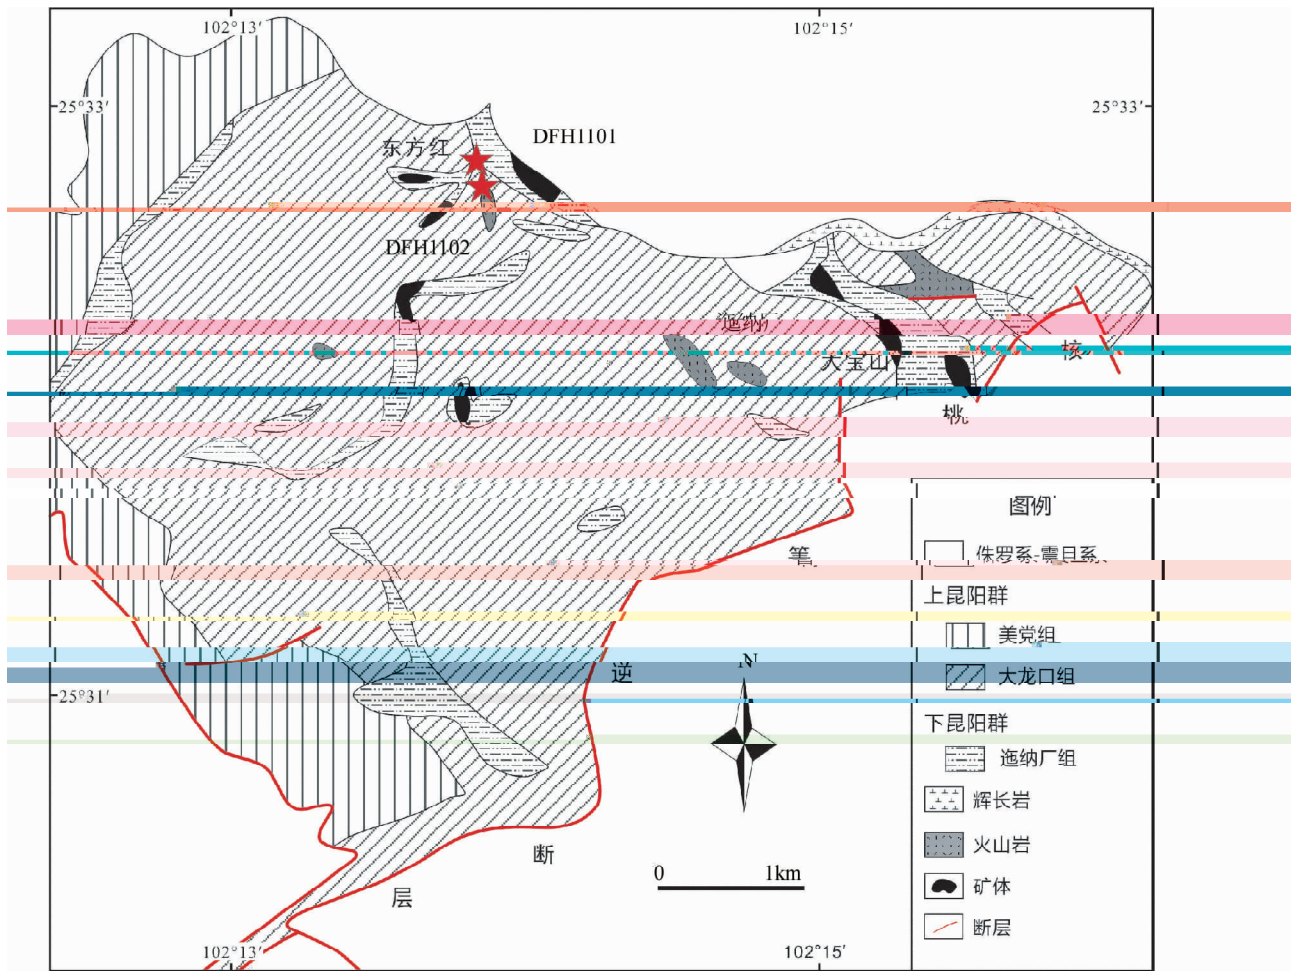 102°13′
102°15′
25°33′
25°33′
DFH1101
东方红
DFH1102
迤纳厂
大宝山
核
桃
图例
侏罗系-震旦系
笔
上昆阳群
美党组
逆
N
大龙口组
25°31′
下昆阳群
迤纳厂组
辉长岩
断
火山岩
0
1km
矿体
层
断层
102°13′
102°15′